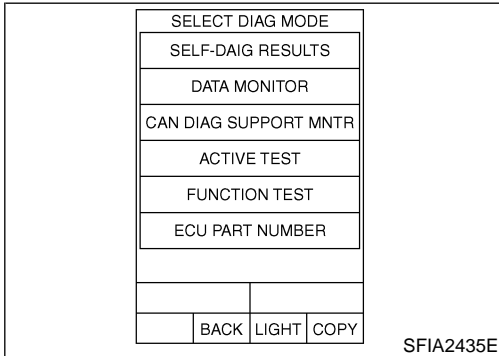 SELECT DIAG MODE
SELF-DAIG RESULTS
DATA MONITOR
CAN DIAG SUPPORT MNTR
ACTIVE TEST
FUNCTION TEST
ECU PART NUMBER
BACK LIGHT COPY
SFIA2435E